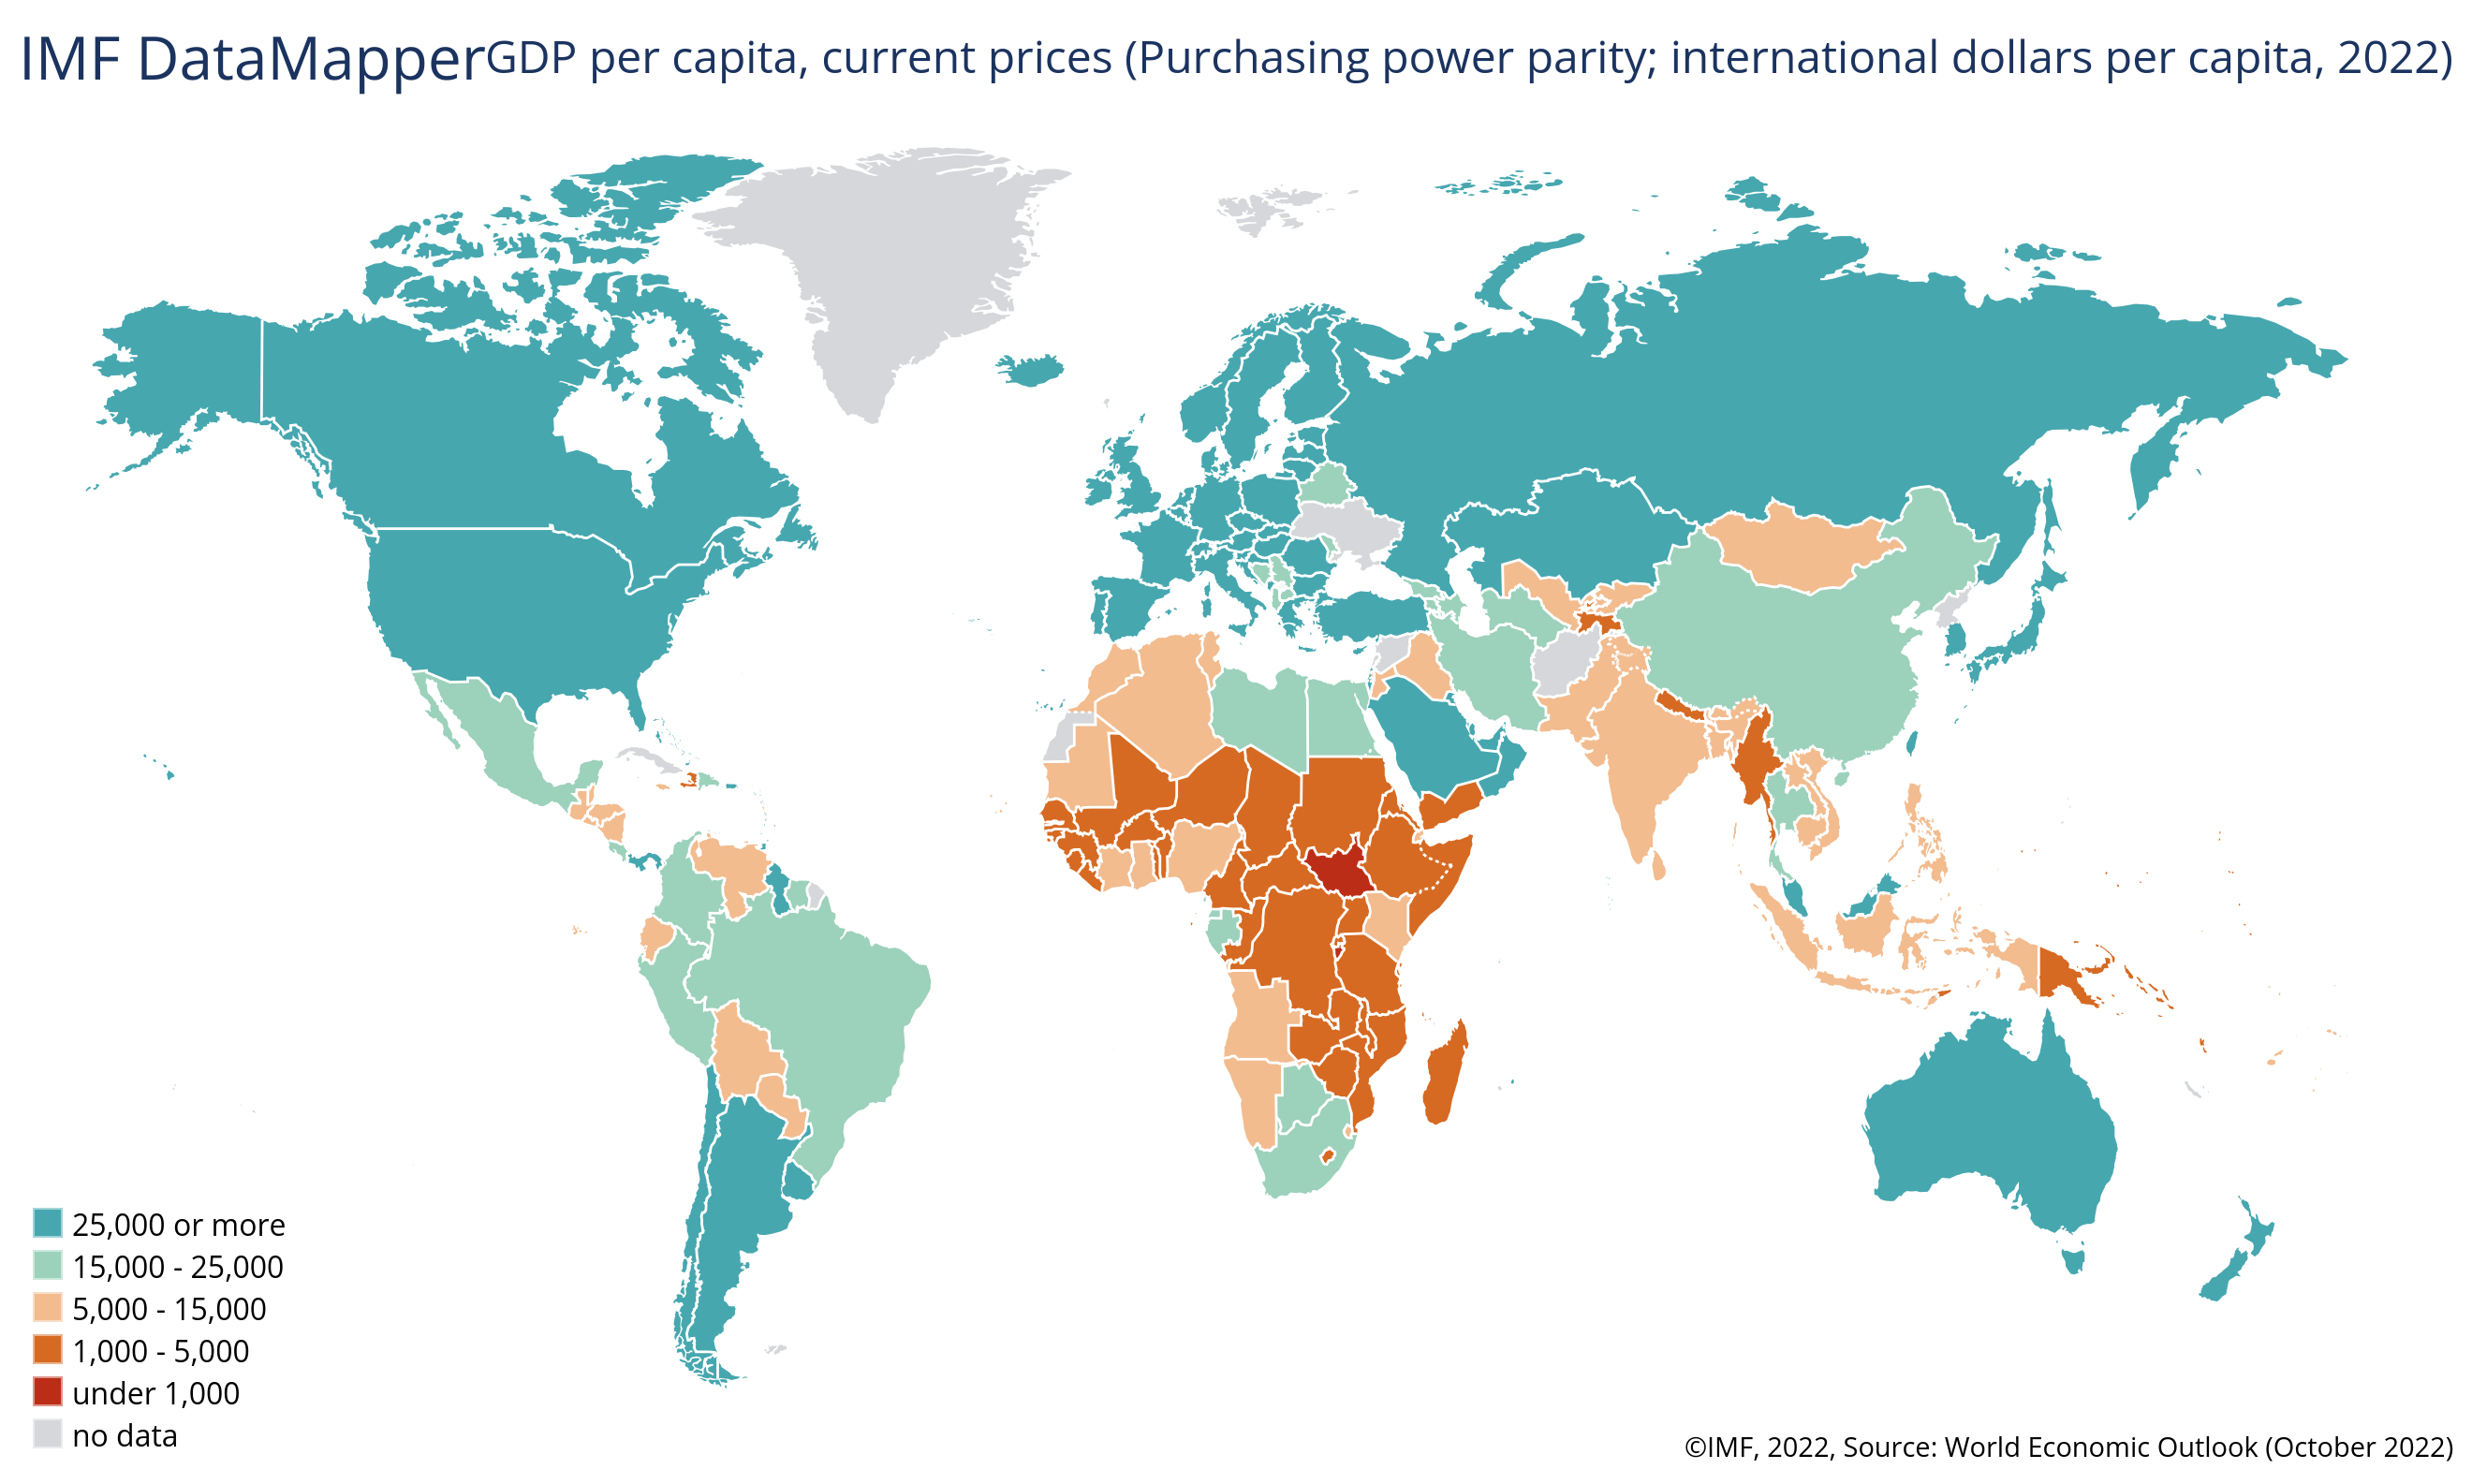 IMF DataMapper GDP per capita, current prices (Purchasing power parity; international dollars per capita, 2022)
25,000 or more
15,000 - 25,000
5,000 - 15,000
1,000 - 5,000
under 1,000
no data
©IMF, 2022, Source: World Economic Outlook (October 2022)